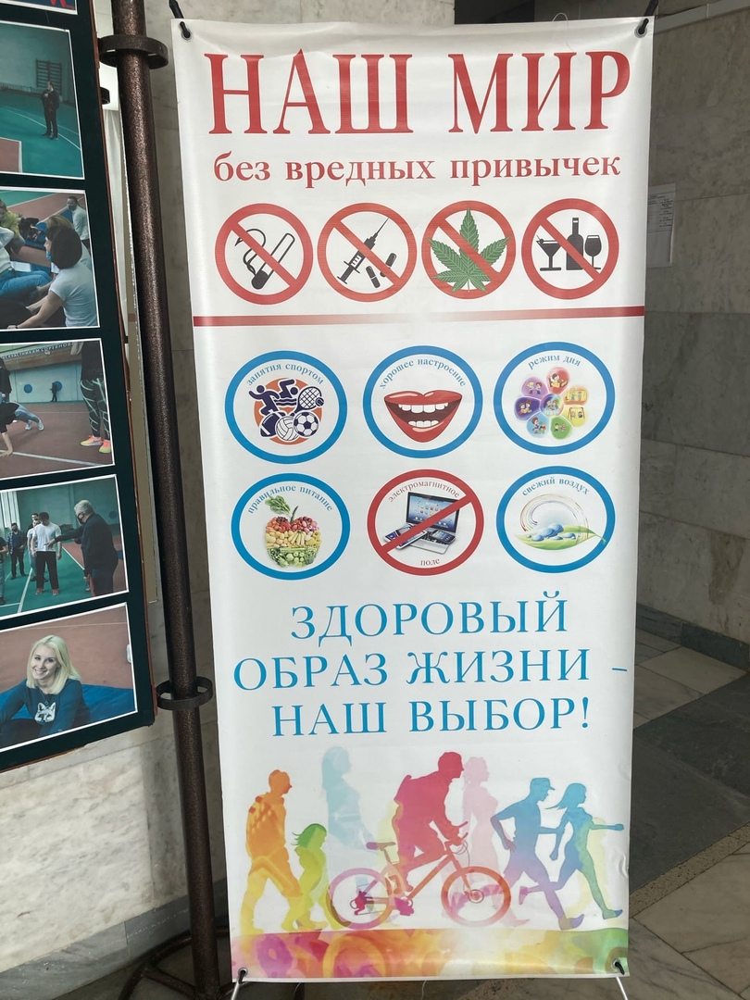 НАШ МИР
без вредных привычек
занятия спортом
хорошее настроение
режим дня
правильное питание
электромагнитное
поле
свежий воздух
ЗДОРОВЫЙ
ОБРАЗ ЖИЗНИ –
НАШ ВЫБОР!